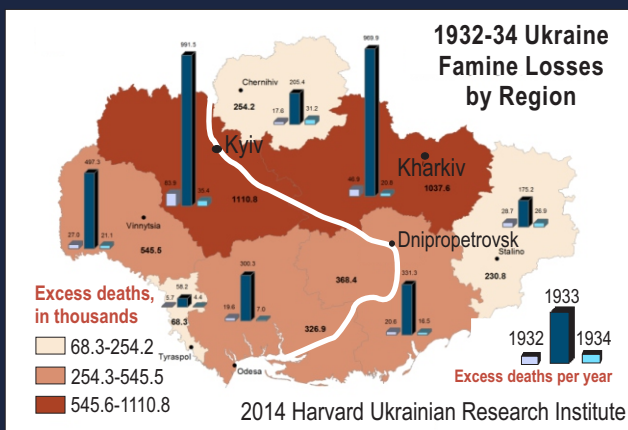 1932-34 Ukraine
Famine Losses
by Region
991.5
969.9
Chernihiv
205.4
254.2
17.6
31.2
Kyiv
Kharkiv
497.3
83.9
35.4
1110.8
46.9
20.8
1037.6
175.2
28.7
26.9
Vinnytsia
27.0
21.1
545.5
Dnipropetrovsk
Stalino
230.8
300.3
368.4
331.3
58.2
5.7
4.4
68.3
19.6
7.0
326.9
20.6
16.5
Tyraspol
Odesa
Excess deaths,
in thousands
68.3-254.2
254.3-545.5
545.6-1110.8
1933
1932
1934
Excess deaths per year
2014 Harvard Ukrainian Research Institute